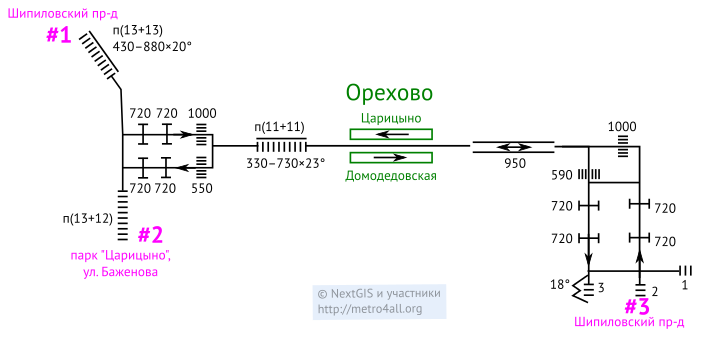 Шипиловский пр-д
#1
п(13+13)
430–880×20°
720 720 1000
720 720 550
п(13+12)
#2
парк "Царицыно",
ул. Баженова
п(11+11)
330–730×23°
Орехово
Царицыно
Домодедовская
950
1000
590
720 720
720 720
18° 3 2 1
#3
Шипиловский пр-д
© NextGIS и участники
http://metro4all.org